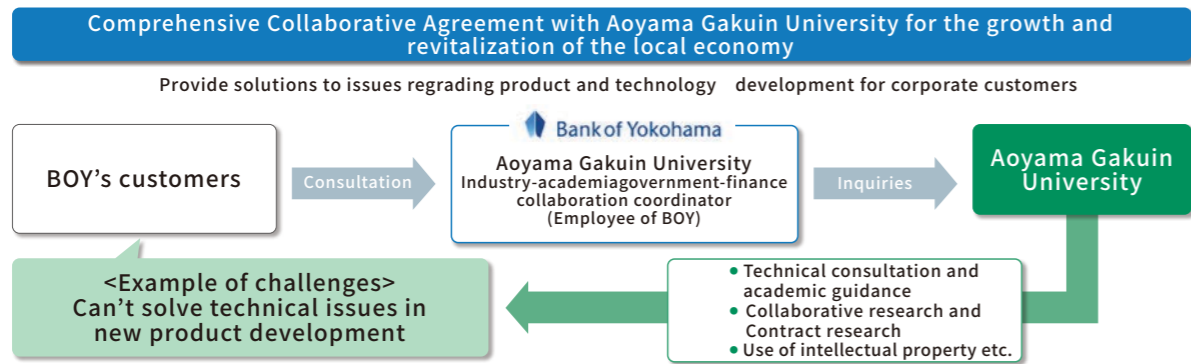 Comprehensive Collaborative Agreement with Aoyama Gakuin University for the growth and
revitalization of the local economy
Provide solutions to issues regrading product and technology development for corporate customers
BOY's customers
Consultation
Bank of Yokohama
Aoyama Gakuin University
Industry-academiagovernment-finance
collaboration coordinator
(Employee of BOY)
Inquiries
Aoyama Gakuin
University
<Example of challenges>
Can't solve technical issues in
new product development
• Technical consultation and
academic guidance
• Collaborative research and
Contract research
• Use of intellectual property etc.